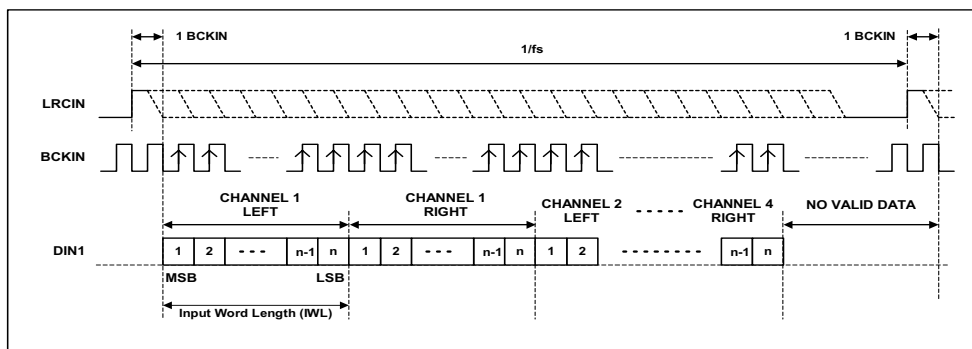 1 BCKIN 1 BCKIN
1/fs
LRCIN
BCKIN
CHANNEL 1 LEFT
CHANNEL 1 RIGHT
CHANNEL 2 LEFT
CHANNEL 4 RIGHT
NO VALID DATA
DIN1 1 2 n-1 n 1 2 n-1 n 1 2 n-1 n
MSB LSB
Input Word Length (IWL)